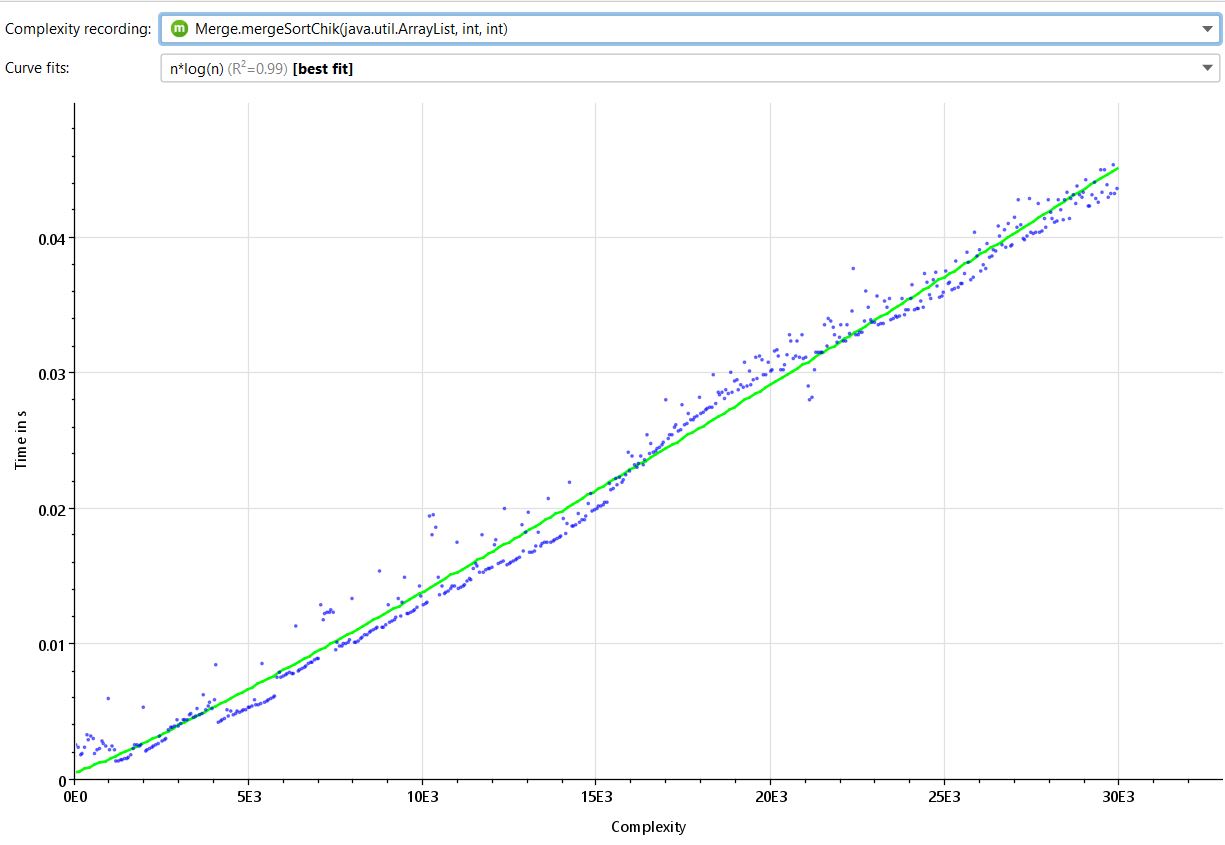 Complexity recording: m Merge.mergeSortChik(java.util.ArrayList, int, int)
Curve fits: n*log(n) (R²=0.99) [best fit]
0.04
0.03
Time in s
0.02
0.01
0
0E0 5E3 10E3 15E3 20E3 25E3 30E3
Complexity